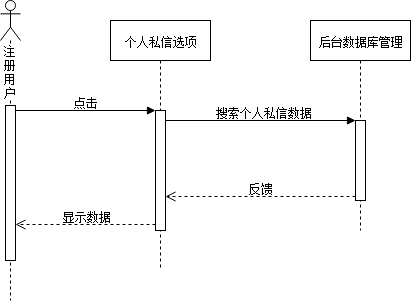 个人私信选项
后台数据库管理
注册用户
点击
搜索个人私信数据
反馈
显示数据